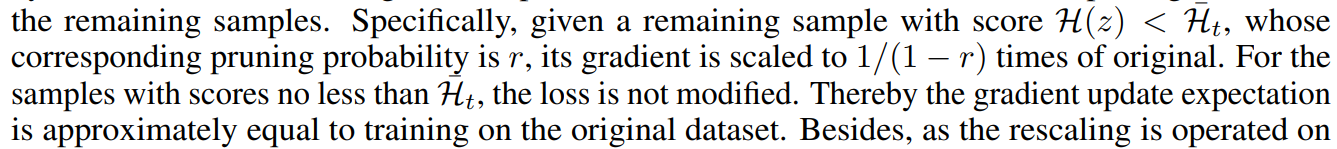 the remaining samples. Specifically, given a remaining sample with score H(z) < H̄t, whose
corresponding pruning probability is r, its gradient is scaled to 1/(1 − r) times of original. For the
samples with scores no less than H̄t, the loss is not modified. Thereby the gradient update expectation
is approximately equal to training on the original dataset. Besides, as the rescaling is operated on